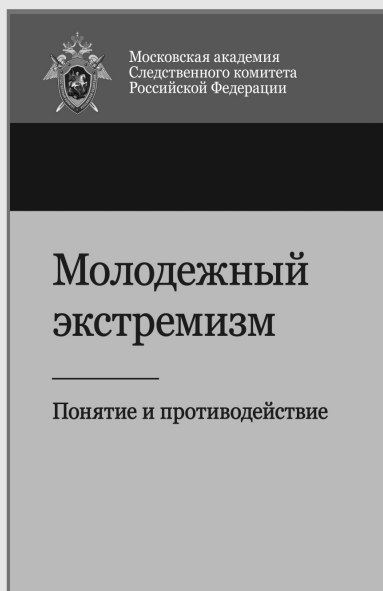 Московская академия
Следственного комитета
Российской Федерации
Молодежный
экстремизм
Понятие и противодействие